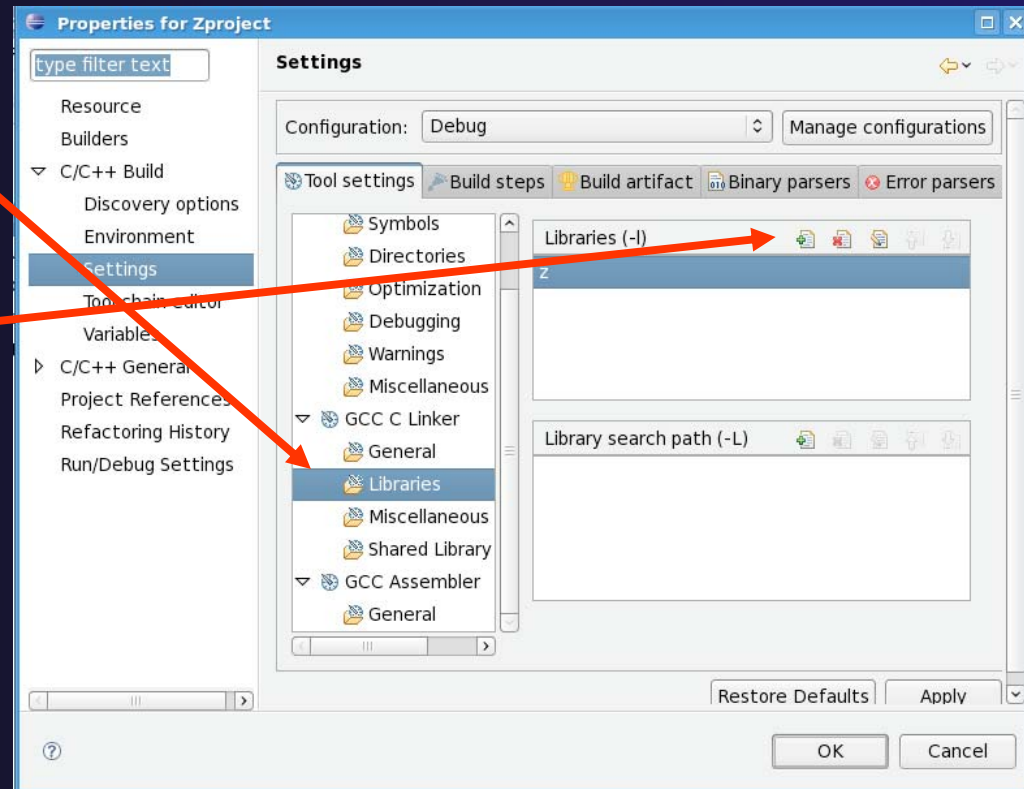 Properties for Zproject
type filter text
Resource
Builders
C/C++ Build
Discovery options
Environment
Settings
Tool chain editor
Variables
C/C++ General
Project References
Refactoring History
Run/Debug Settings
Settings
Configuration: Debug Manage configurations
Tool settings Build steps Build artifact Binary parsers Error parsers
Symbols
Directories
Optimization
Debugging
Warnings
Miscellaneous
GCC C Linker
General
Libraries
Miscellaneous
Shared Library
GCC Assembler
General
Libraries (-l)
z
Library search path (-L)
Restore Defaults Apply
OK Cancel